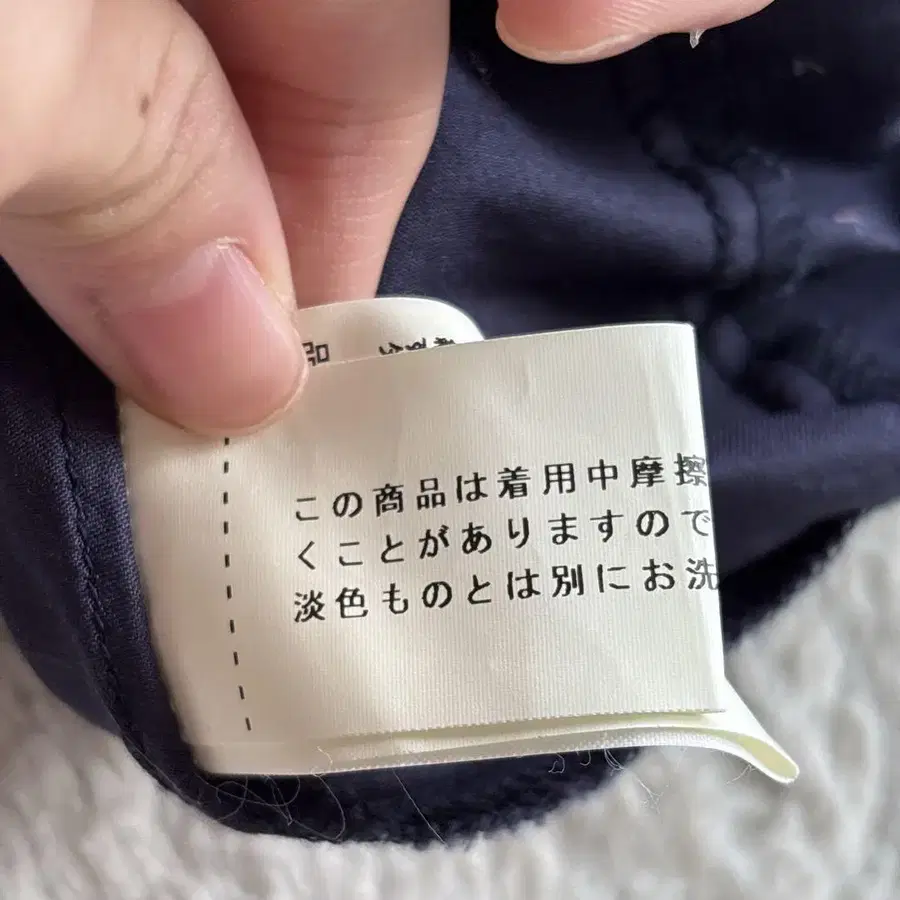 この商品は着用中摩擦
くことがありますので
淡色ものとは別にお洗